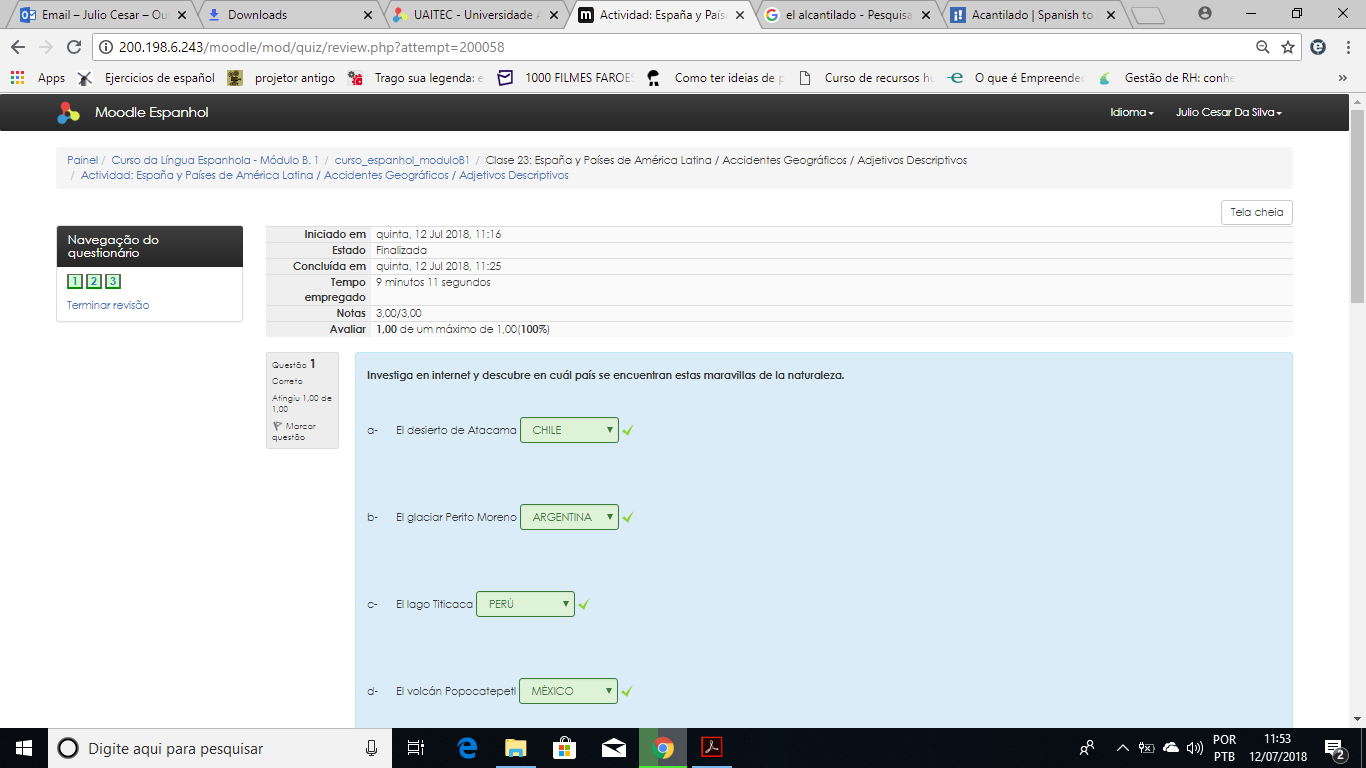 Email – Julio Cesar – Ou
Downloads
UAITEC - Universidade A
Actividad: España y País
el alcantilado - Pesquisa
Acantilado | Spanish to
200.198.6.243/moodle/mod/quiz/review.php?attempt=200058
Apps
Ejercicios de español
projetor antigo
Trago sua legenda: e
1000 FILMES FAROES
Como ter ideias de p
Curso de recursos hu
O que é Empreende
Gestão de RH: conhe
»
Moodle Espanhol
Idioma
Julio Cesar Da Silva
Painel / Curso da Língua Espanhola - Módulo B. 1 / curso_espanhol_moduloB1 / Clase 23: España y Países de América Latina / Accidentes Geográficos / Adjetivos Descriptivos
/ Actividad: España y Países de América Latina / Accidentes Geográficos / Adjetivos Descriptivos
Tela cheia
Navegação do
questionário
1 2 3
Terminar revisão
Iniciado em quinta, 12 Jul 2018, 11:16
Estado Finalizada
Concluída em quinta, 12 Jul 2018, 11:25
Tempo 9 minutos 11 segundos
empregado
Notas 3,00/3,00
Avaliar 1,00 de um máximo de 1,00(100%)
Questão 1
Correto
Atingiu 1,00 de
1,00
Marcar
questão
Investiga en internet y descubre en cuál país se encuentran estas maravillas de la naturaleza.
a- El desierto de Atacama CHILE
b- El glaciar Perito Moreno ARGENTINA
c- El lago Titicaca PERÚ
d- El volcán Popocatepetl MÉXICO
Digite aqui para pesquisar
POR
PTB
11:53
12/07/2018
2